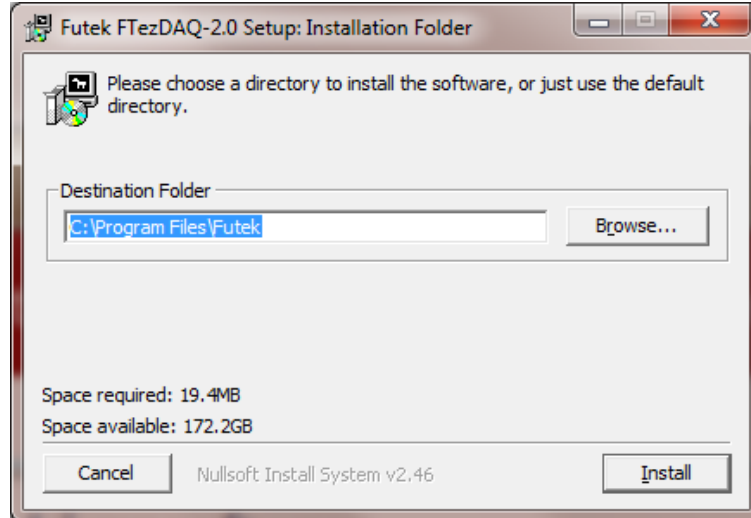 Futek FTezDAQ-2.0 Setup: Installation Folder
Please choose a directory to install the software, or just use the default
directory.
Destination Folder
C:\Program Files\Futek
Browse...
Space required: 19.4MB
Space available: 172.2GB
Cancel
Nullsoft Install System v2.46
Install